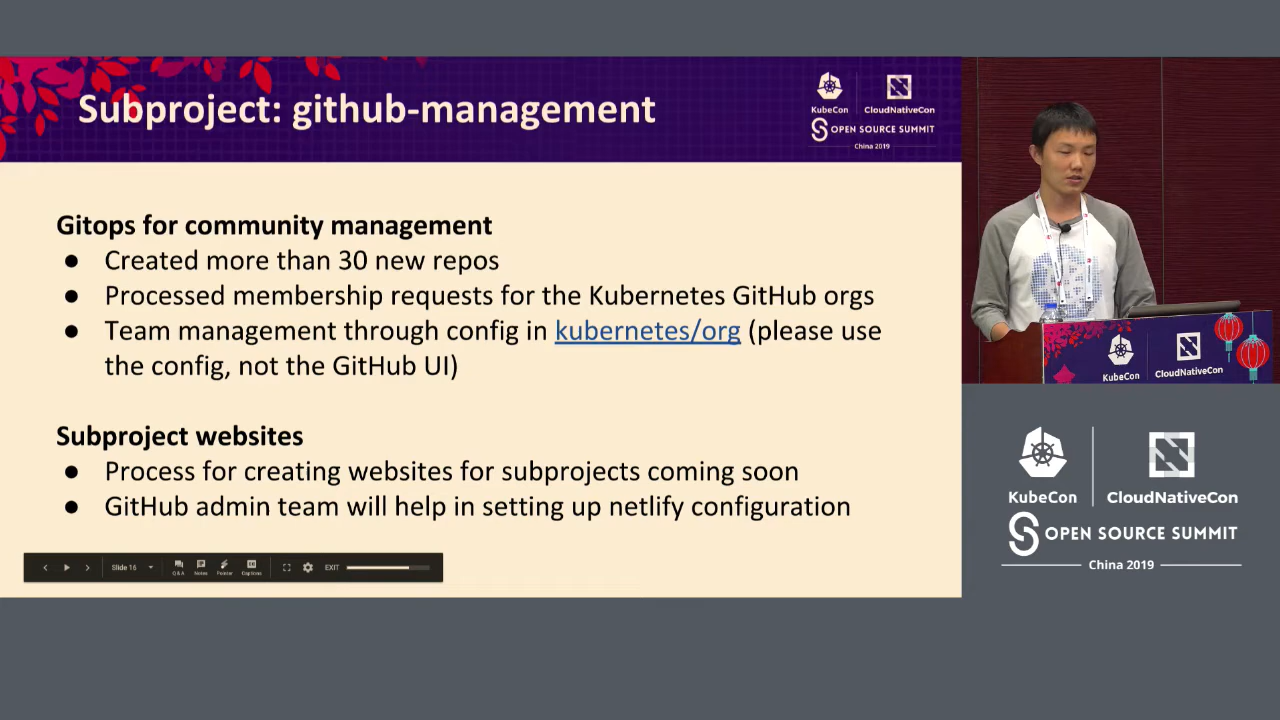 Subproject: github-management
KubeCon
CloudNativeCon
OPEN SOURCE SUMMIT
China 2019
Gitops for community management
● Created more than 30 new repos
● Processed membership requests for the Kubernetes GitHub orgs
● Team management through config in kubernetes/org (please use
the config, not the GitHub UI)
Subproject websites
● Process for creating websites for subprojects coming soon
● GitHub admin team will help in setting up netlify configuration
Slide 16
Q&A
Notes
Pointer
Captions
EXIT
KubeCon
CloudNativeCon
KubeCon
CloudNativeCon
OPEN SOURCE SUMMIT
China 2019